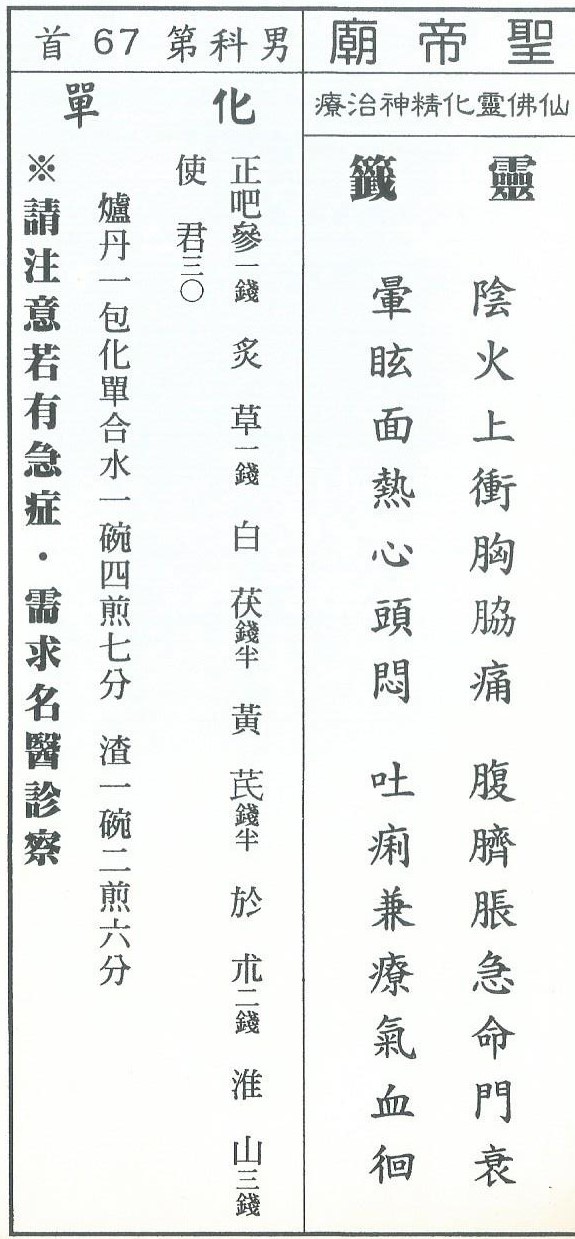 聖帝廟
仙佛靈化精神治療
靈籤
陰火上衝胸脇痛 腹臍脹急命門衰
暈眩面熱心頭悶 吐痢兼療氣血徊
男科第67首
化單
正吧參一錢 炙草一錢 白茯錢半 黃芪錢半 於朮二錢 淮山三錢
使君三〇
爐丹一包化單合水一碗四煎七分 渣一碗二煎六分
※請注意若有急症．需求名醫診察